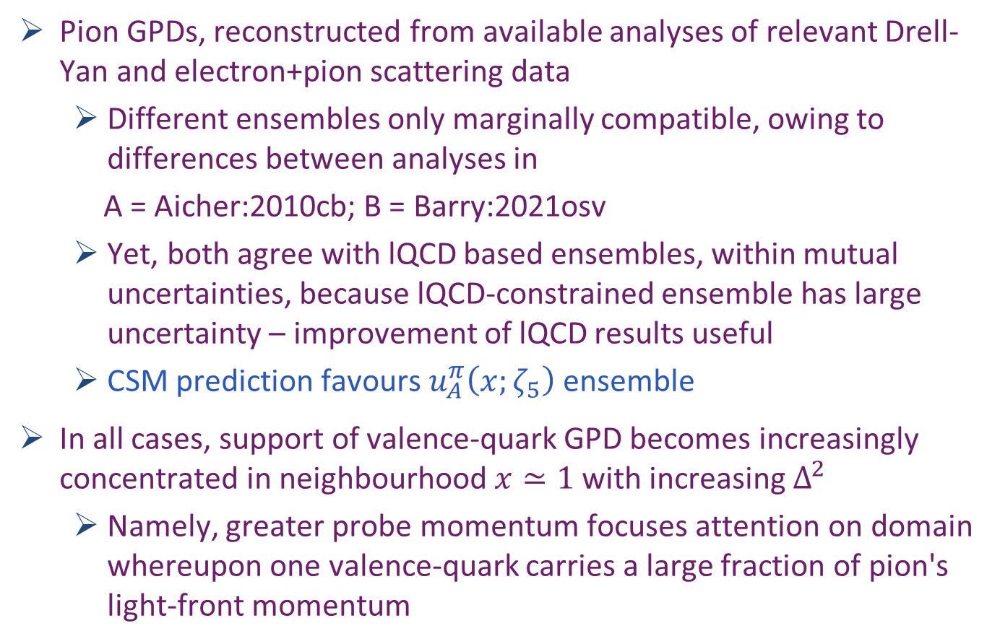 ➢ Pion GPDs, reconstructed from available analyses of relevant Drell-
Yan and electron+pion scattering data
➢ Different ensembles only marginally compatible, owing to
differences between analyses in
A = Aicher:2010cb; B = Barry:2021osv
➢ Yet, both agree with lQCD based ensembles, within mutual
uncertainties, because lQCD-constrained ensemble has large
uncertainty – improvement of lQCD results useful
➢ CSM prediction favours $u_A^π(x; ζ_5)$ ensemble
➢ In all cases, support of valence-quark GPD becomes increasingly
concentrated in neighbourhood $x ≃ 1$ with increasing $Δ^2$
➢ Namely, greater probe momentum focuses attention on domain
whereupon one valence-quark carries a large fraction of pion's
light-front momentum